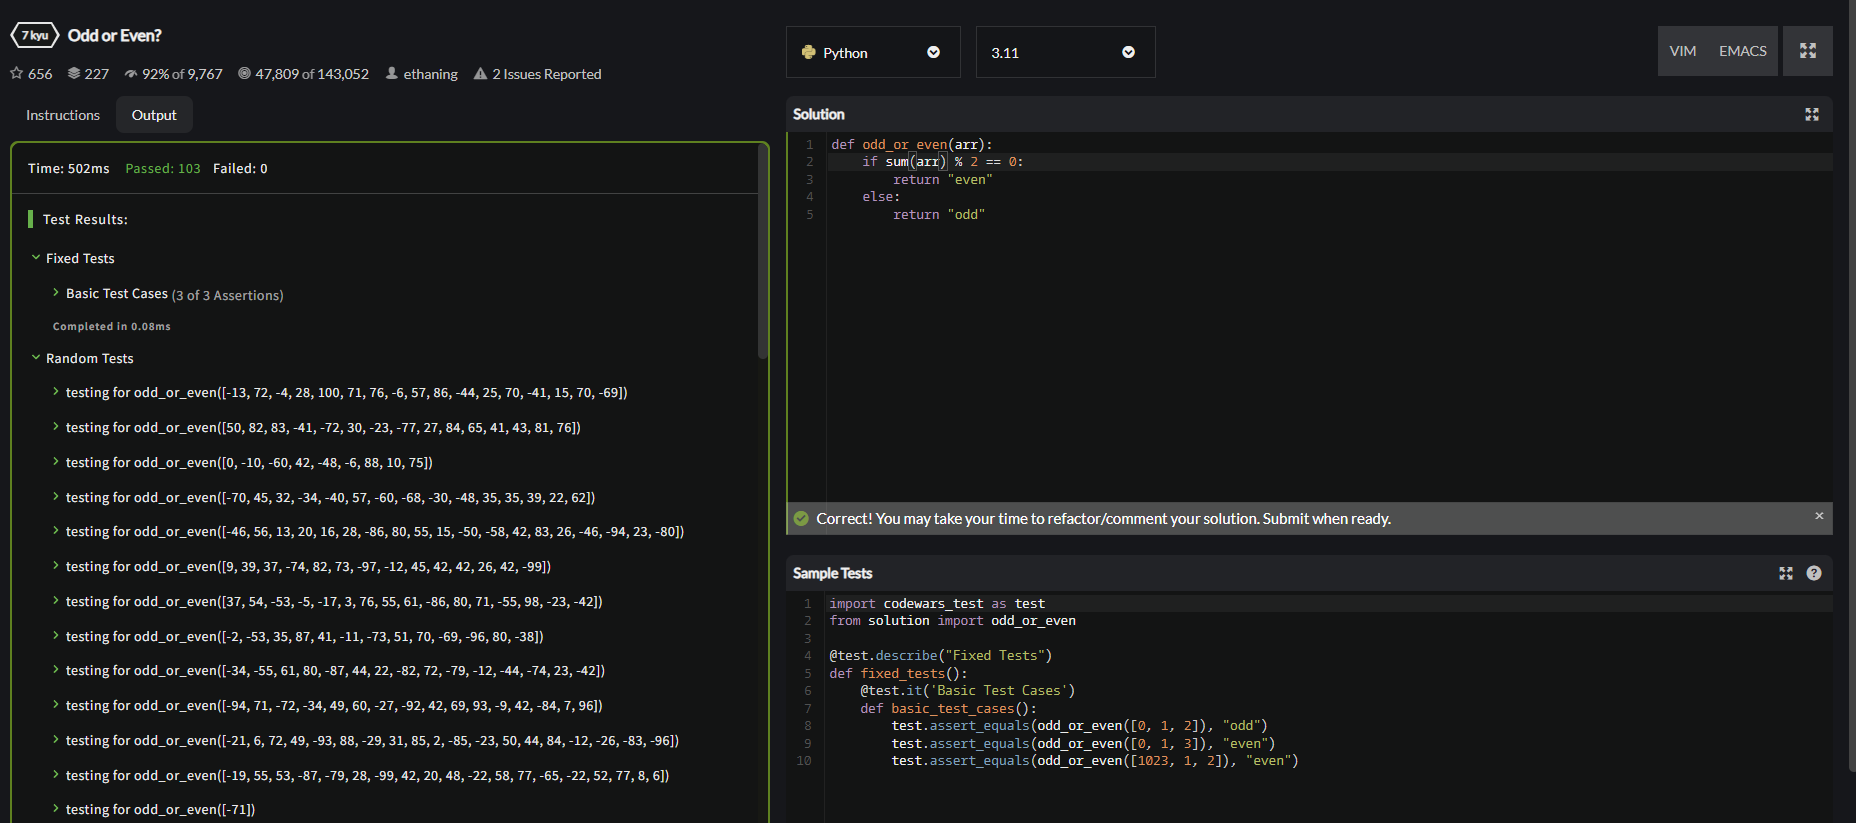 7 kyu Odd or Even?
656 227 92% of 9,767 47,809 of 143,052 ethaning 2 Issues Reported
Instructions Output
Time: 502ms Passed: 103 Failed: 0
Test Results:
Fixed Tests
Basic Test Cases (3 of 3 Assertions)
Completed in 0.08ms
Random Tests
testing for odd_or_even([-13, 72, -4, 28, 100, 71, 76, -6, 57, 86, -44, 25, 70, -41, 15, 70, -69])
testing for odd_or_even([50, 82, 83, -41, -72, 30, -23, -77, 27, 84, 65, 41, 43, 81, 76])
testing for odd_or_even([0, -10, -60, 42, -48, -6, 88, 10, 75])
testing for odd_or_even([-70, 45, 32, -34, -40, 57, -60, -68, -30, -48, 35, 35, 39, 22, 62])
testing for odd_or_even([-46, 56, 13, 20, 16, 28, -86, 80, 55, 15, -50, -58, 42, 83, 26, -46, -94, 23, -80])
testing for odd_or_even([9, 39, 37, -74, 82, 73, -97, -12, 45, 42, 42, 26, 42, -99])
testing for odd_or_even([37, 54, -53, -5, -17, 3, 76, 55, 61, -86, 80, 71, -55, 98, -23, -42])
testing for odd_or_even([-2, -53, 35, 87, 41, -11, -73, 51, 70, -69, -96, 80, -38])
testing for odd_or_even([-34, -55, 61, 80, -87, 44, 22, -82, 72, -79, -12, -44, -74, 23, -42])
testing for odd_or_even([-94, 71, -72, -34, 49, 60, -27, -92, 42, 69, 93, -9, 42, -84, 7, 96])
testing for odd_or_even([-21, 6, 72, 49, -93, 88, -29, 31, 85, 2, -85, -23, 50, 44, 84, -12, -26, -83, -96])
testing for odd_or_even([-19, 55, 53, -87, -79, 28, -99, 42, 20, 48, -22, 58, 77, -65, -22, 52, 77, 8, 6])
testing for odd_or_even([-71])
Python 3.11 VIM EMACS
Solution
1 def odd_or_even(arr):
2     if sum(arr) % 2 == 0:
3         return "even"
4     else:
5         return "odd"
Correct! You may take your time to refactor/comment your solution. Submit when ready. ×
Sample Tests ?
1 import codewars_test as test
2 from solution import odd_or_even
3
4 @test.describe("Fixed Tests")
5 def fixed_tests():
6     @test.it('Basic Test Cases')
7     def basic_test_cases():
8         test.assert_equals(odd_or_even([0, 1, 2]), "odd")
9         test.assert_equals(odd_or_even([0, 1, 3]), "even")
10         test.assert_equals(odd_or_even([1023, 1, 2]), "even")